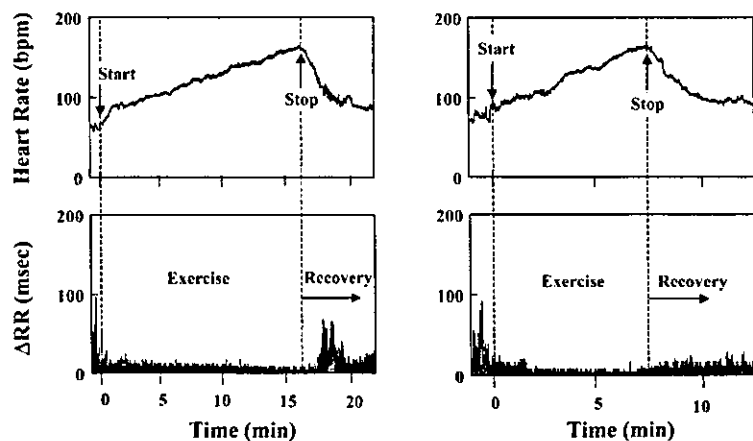 Heart Rate (bpm)
200
100
0
Start
Stop
200
100
0
Start
Stop
ΔRR (msec)
200
100
0
Exercise
Recovery
0 5 10 15 20
Time (min)
200
100
0
Exercise
Recovery
0 5 10
Time (min)